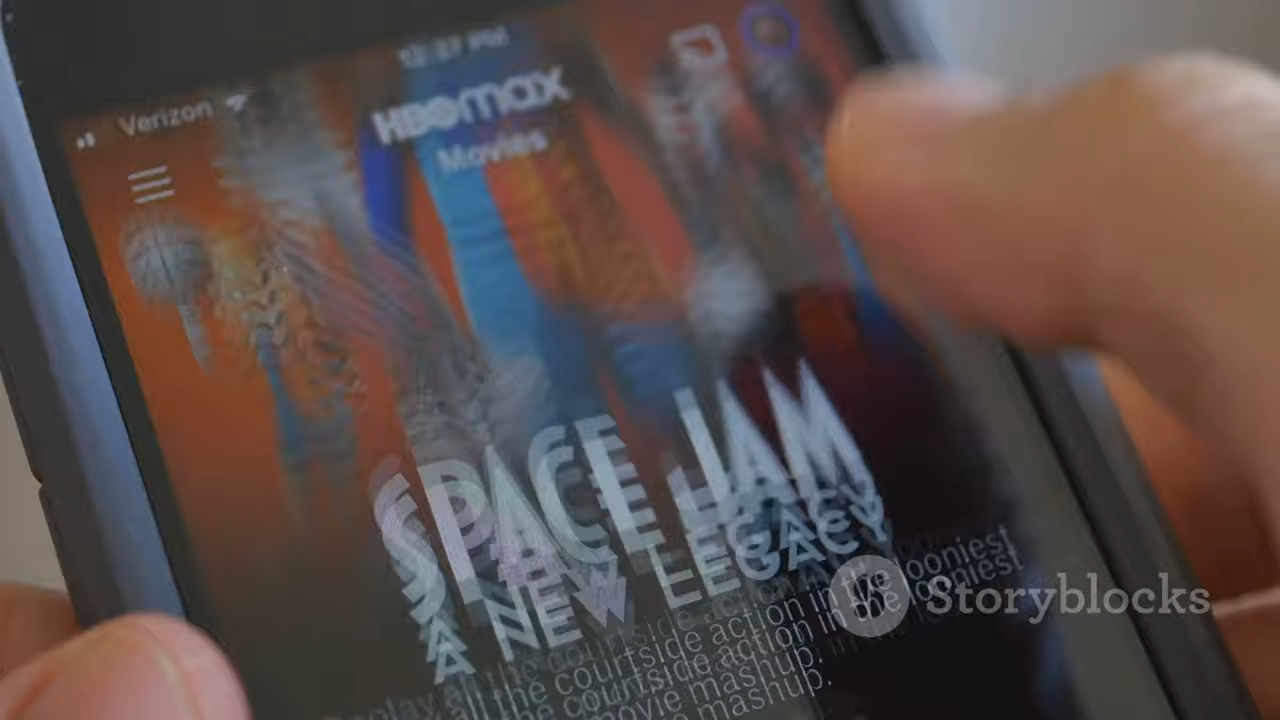 Verizon
HBOmax
Movies
SPACE JAM
A NEW LEGACY
all the courtside action in the looniest
movie mashup.
Storyblocks